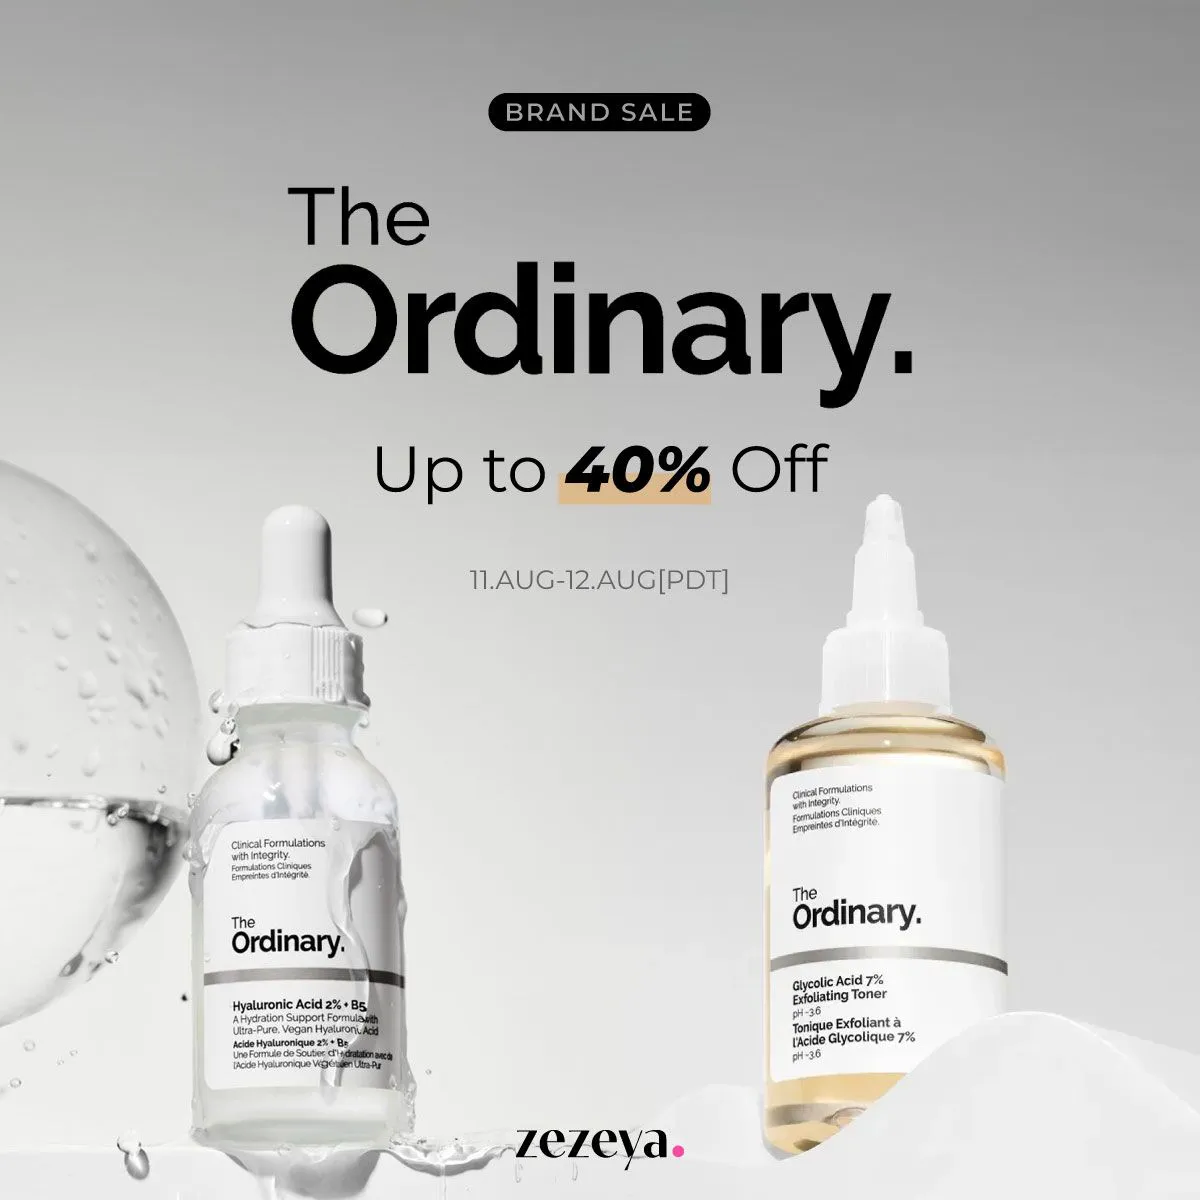 BRAND SALE
The
Ordinary.
Up to 40% Off
11.AUG-12.AUG[PDT]
Clinical Formulations
with Integrity.
Formulations Cliniques
Empreintes d'Intégrité.
The
Ordinary.
Hyaluronic Acid 2% + B5
A Hydration Support Formula with
Ultra-Pure, Vegan Hyaluronic Acid
Acide Hyaluronique 2% + B5
Une Formule de Soutien d'Hydratation avec de
l'Acide Hyaluronique Végétalien Ultra-Pur
Clinical Formulations
with Integrity.
Formulations Cliniques
Empreintes d'Intégrité.
The
Ordinary.
Glycolic Acid 7%
Exfoliating Toner
pH ~3.6
Tonique Exfoliant à
l'Acide Glycolique 7%
pH ~3.6
zezeya.